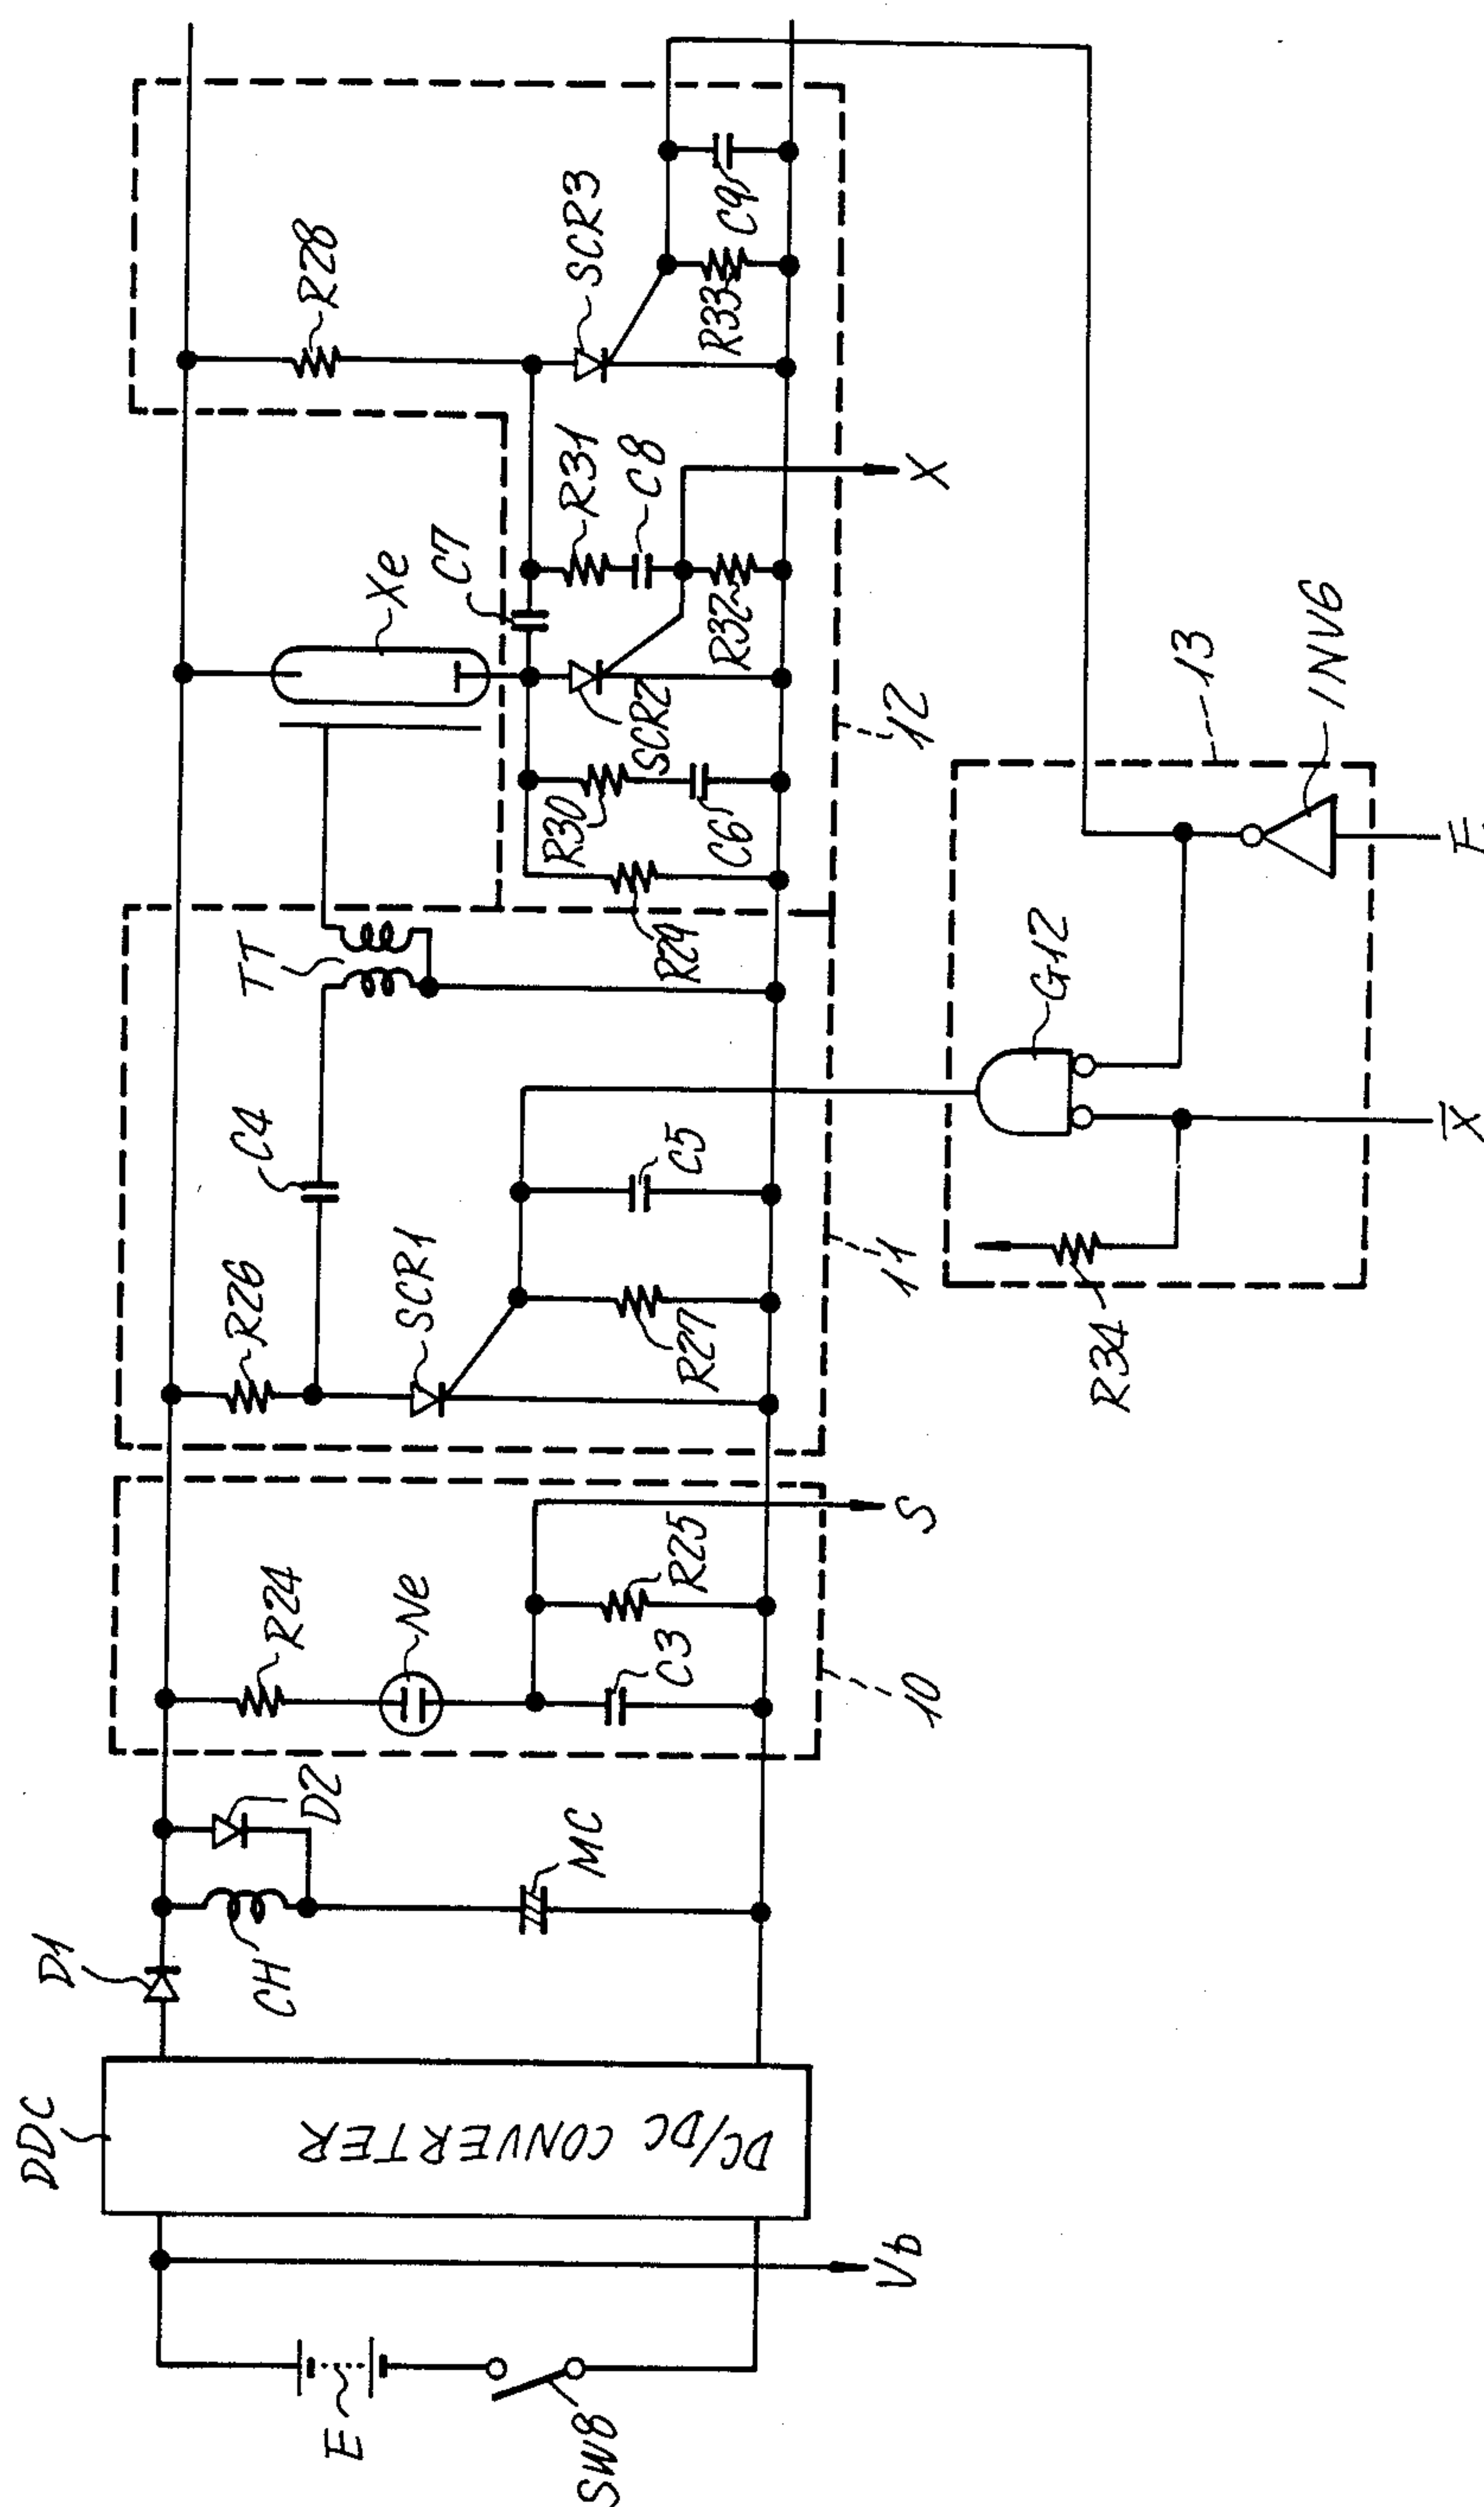 DDC
D1
E
SW8
DC/DC CONVERTER
Vb
CH
D2
MC
R24
Ne
C3
R25
S
10
R26
C4
TT
SCR1
R27
C5
11
Xe
C7
R28
R29
R30
C6
SCR2
R32
R31
C8
SCR3
R33
C9
X
12
R34
G12
13
INV6
X̅